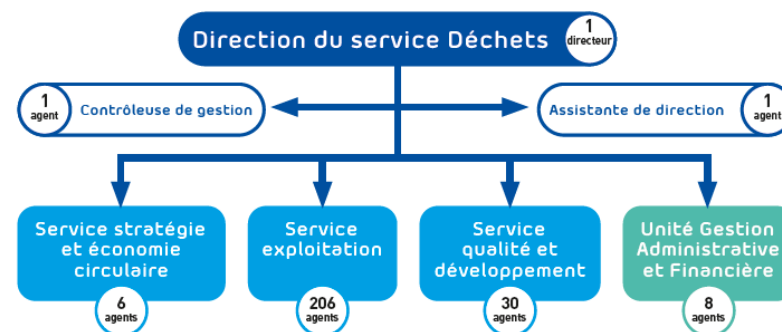 Direction du service Déchets
1
directeur
1
agent
Contrôleuse de gestion
Assistante de direction
1
agent
Service stratégie
et économie
circulaire
6
agents
Service
exploitation
206
agents
Service
qualité et
développement
30
agents
Unité Gestion
Administrative
et Financière
8
agents